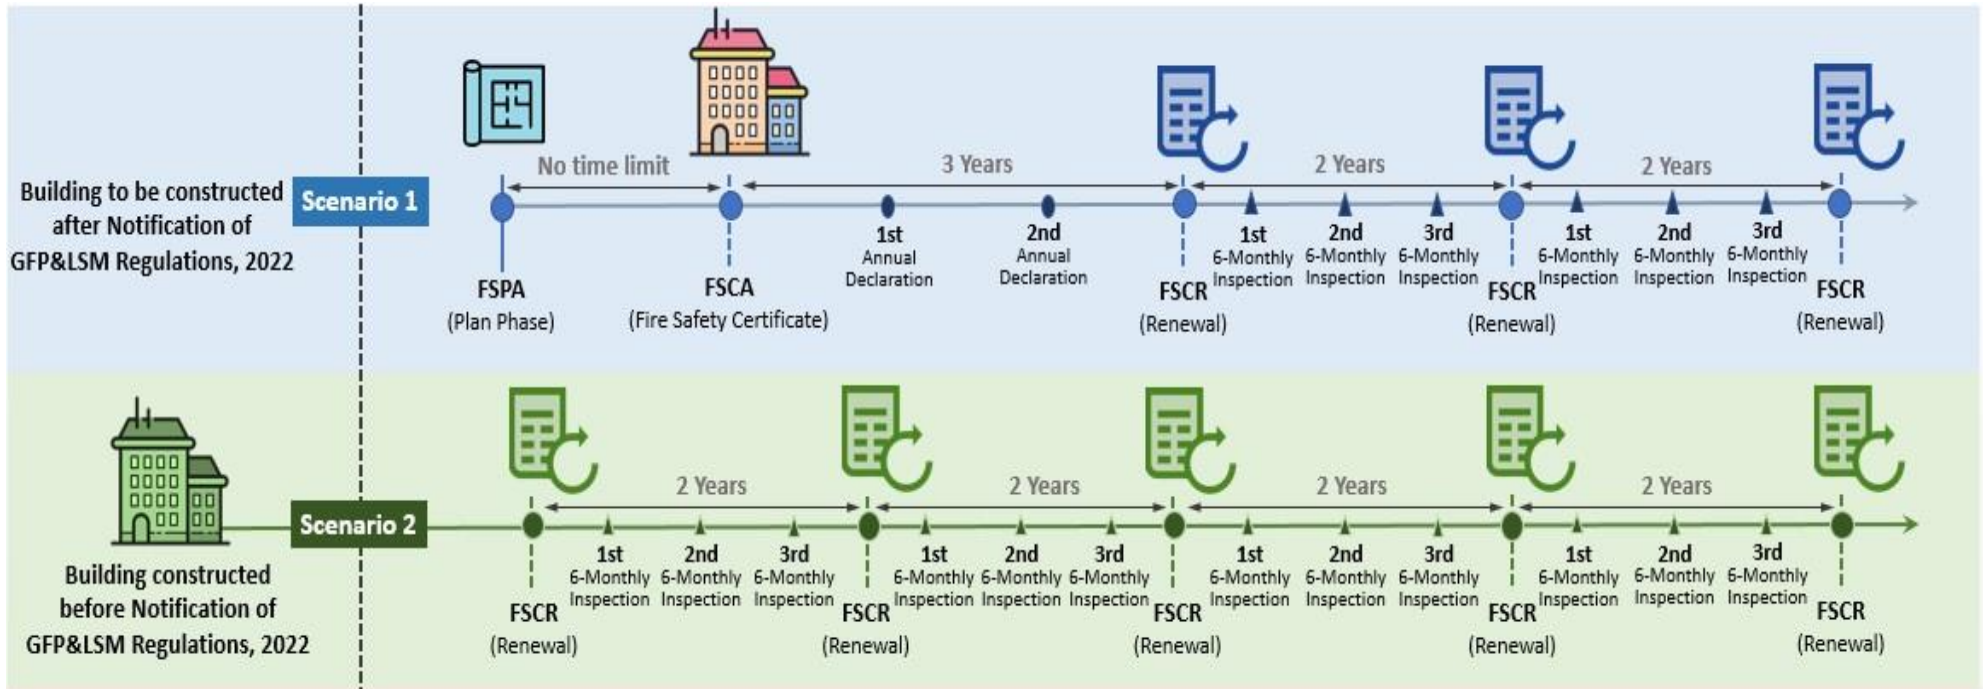 Building to be constructed
after Notification of
GFP&LSM Regulations, 2022
Scenario 1
No time limit
3 Years
2 Years
2 Years
FSPA
(Plan Phase)
FSCA
(Fire Safety Certificate)
1st
Annual
Declaration
2nd
Annual
Declaration
FSCR
(Renewal)
1st
6-Monthly
Inspection
2nd
6-Monthly
Inspection
3rd
6-Monthly
Inspection
FSCR
(Renewal)
1st
6-Monthly
Inspection
2nd
6-Monthly
Inspection
3rd
6-Monthly
Inspection
FSCR
(Renewal)
Scenario 2
Building constructed
before Notification of
GFP&LSM Regulations, 2022
2 Years
2 Years
2 Years
2 Years
FSCR
(Renewal)
1st
6-Monthly
Inspection
2nd
6-Monthly
Inspection
3rd
6-Monthly
Inspection
FSCR
(Renewal)
1st
6-Monthly
Inspection
2nd
6-Monthly
Inspection
3rd
6-Monthly
Inspection
FSCR
(Renewal)
1st
6-Monthly
Inspection
2nd
6-Monthly
Inspection
3rd
6-Monthly
Inspection
FSCR
(Renewal)
1st
6-Monthly
Inspection
2nd
6-Monthly
Inspection
3rd
6-Monthly
Inspection
FSCR
(Renewal)